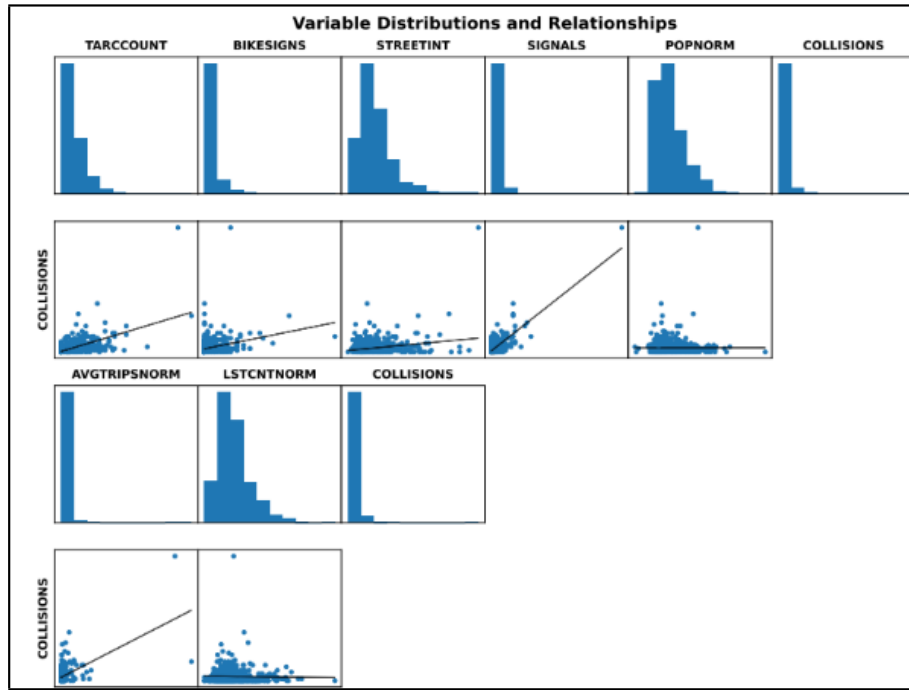 Variable Distributions and Relationships
TARCCOUNT BIKESIGNS STREETINT SIGNALS POPNORM COLLISIONS
COLLISIONS
AVGTRIPSNORM LSTCNTNORM COLLISIONS
COLLISIONS